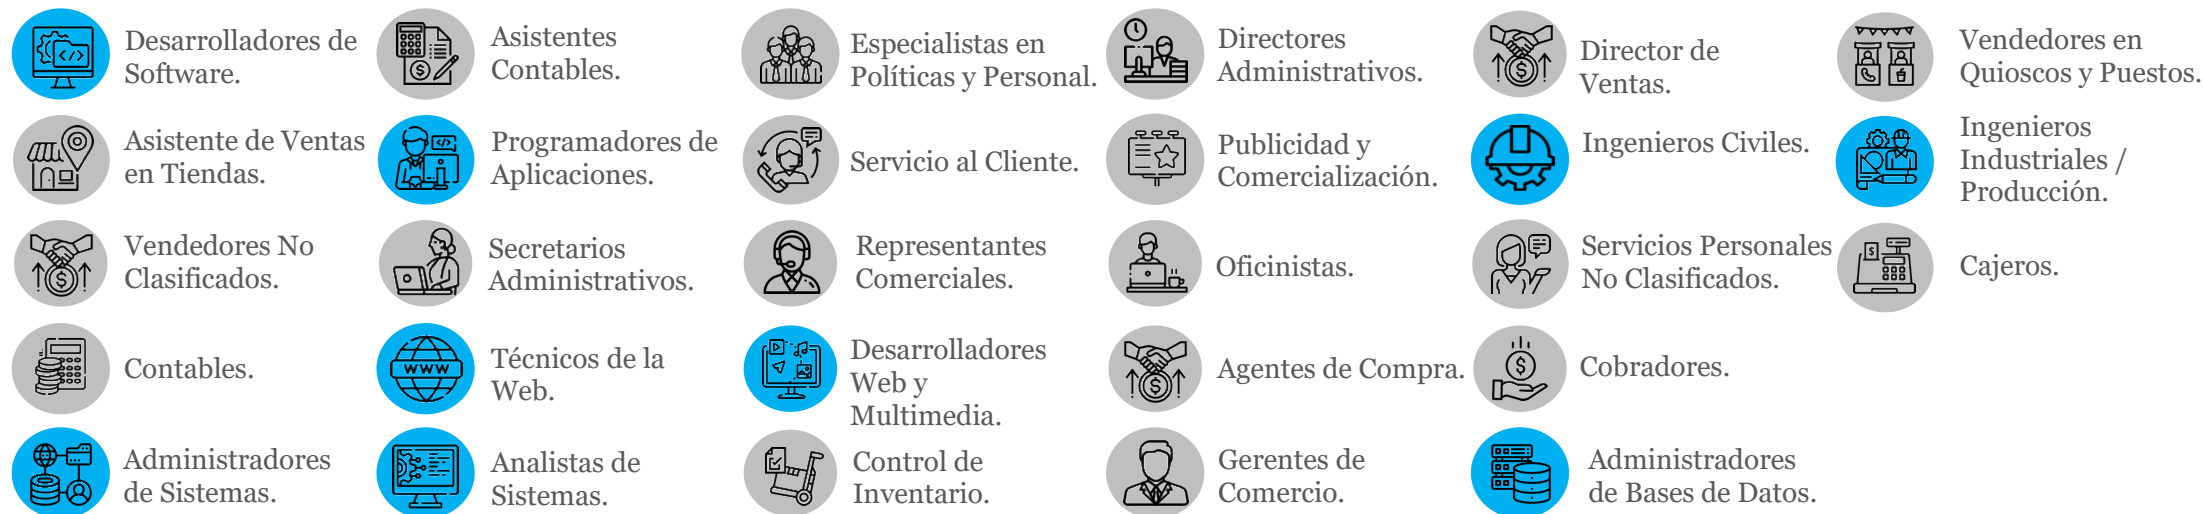 Desarrolladores de
Software.
Asistentes
Contables.
Especialistas en
Políticas y Personal.
Directores
Administrativos.
Director de
Ventas.
Vendedores en
Quioscos y Puestos.
Asistente de Ventas
en Tiendas.
Programadores de
Aplicaciones.
Servicio al Cliente.
Publicidad y
Comercialización.
Ingenieros Civiles.
Ingenieros
Industriales /
Producción.
Vendedores No
Clasificados.
Secretarios
Administrativos.
Representantes
Comerciales.
Oficinistas.
Servicios Personales
No Clasificados.
Cajeros.
Contables.
WWW
Técnicos de la
Web.
Desarrolladores
Web y
Multimedia.
Agentes de Compra.
Cobradores.
Administradores
de Sistemas.
Analistas de
Sistemas.
Control de
Inventario.
Gerentes de
Comercio.
Administradores
de Bases de Datos.